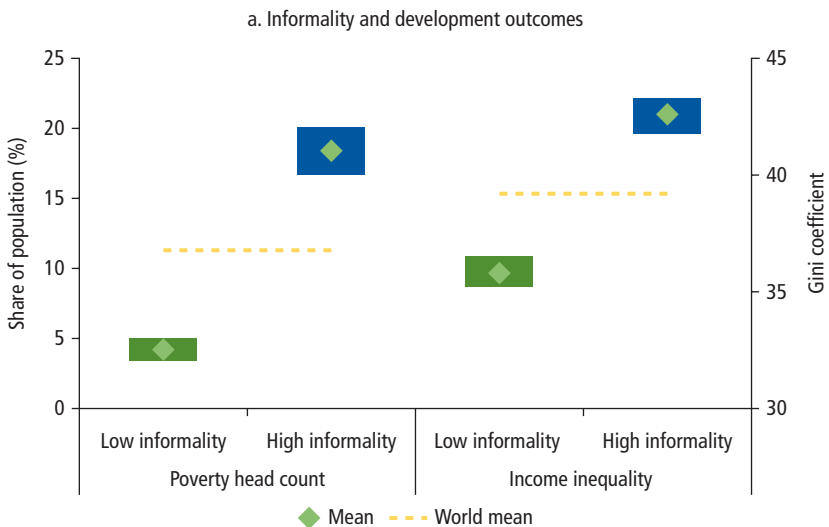 a. Informality and development outcomes
Share of population (%)
25
20
15
10
5
0
Gini coefficient
45
40
35
30
Low informality
High informality
Low informality
High informality
Poverty head count
Income inequality
Mean
World mean